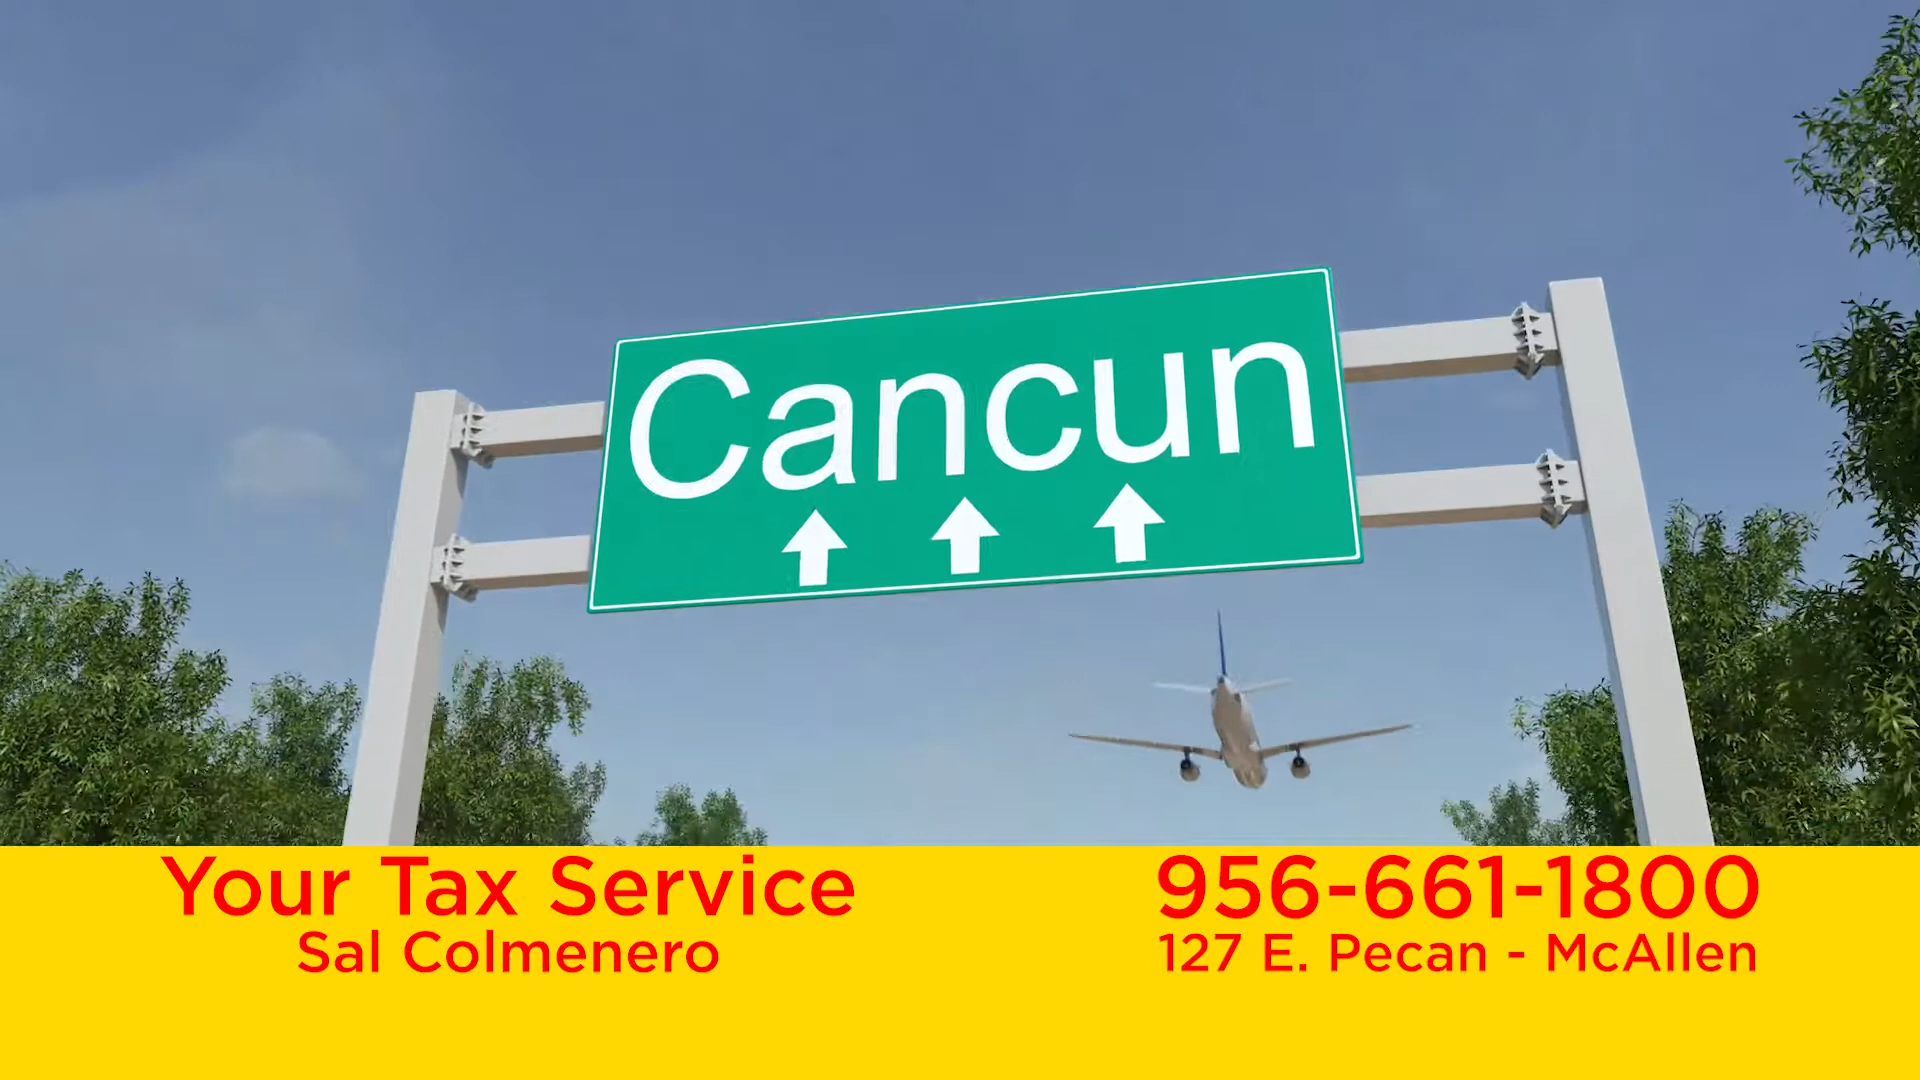 Cancun
Your Tax Service
Sal Colmenero
956-661-1800
127 E. Pecan - McAllen